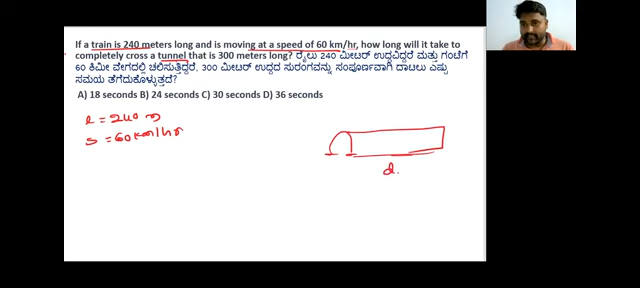 If a train is 240 meters long and is moving at a speed of 60 km/hr, how long will it take to
completely cross a tunnel that is 300 meters long? ರೈಲು 240 ಮೀಟರ್ ಉದ್ದವಿದ್ದರೆ ಮತ್ತು ಗಂಟೆಗೆ
60 ಕಿಮೀ ವೇಗದಲ್ಲಿ ಚಲಿಸುತ್ತಿದ್ದರೆ, 300 ಮೀಟರ್ ಉದ್ದದ ಸುರಂಗವನ್ನು ಸಂಪೂರ್ಣವಾಗಿ ದಾಟಲು ಎಷ್ಟು
ಸಮಯ ತೆಗೆದುಕೊಳ್ಳುತ್ತದೆ?
A) 18 seconds B) 24 seconds C) 30 seconds D) 36 seconds
l = 240 m
s = 60 km/hr
d.